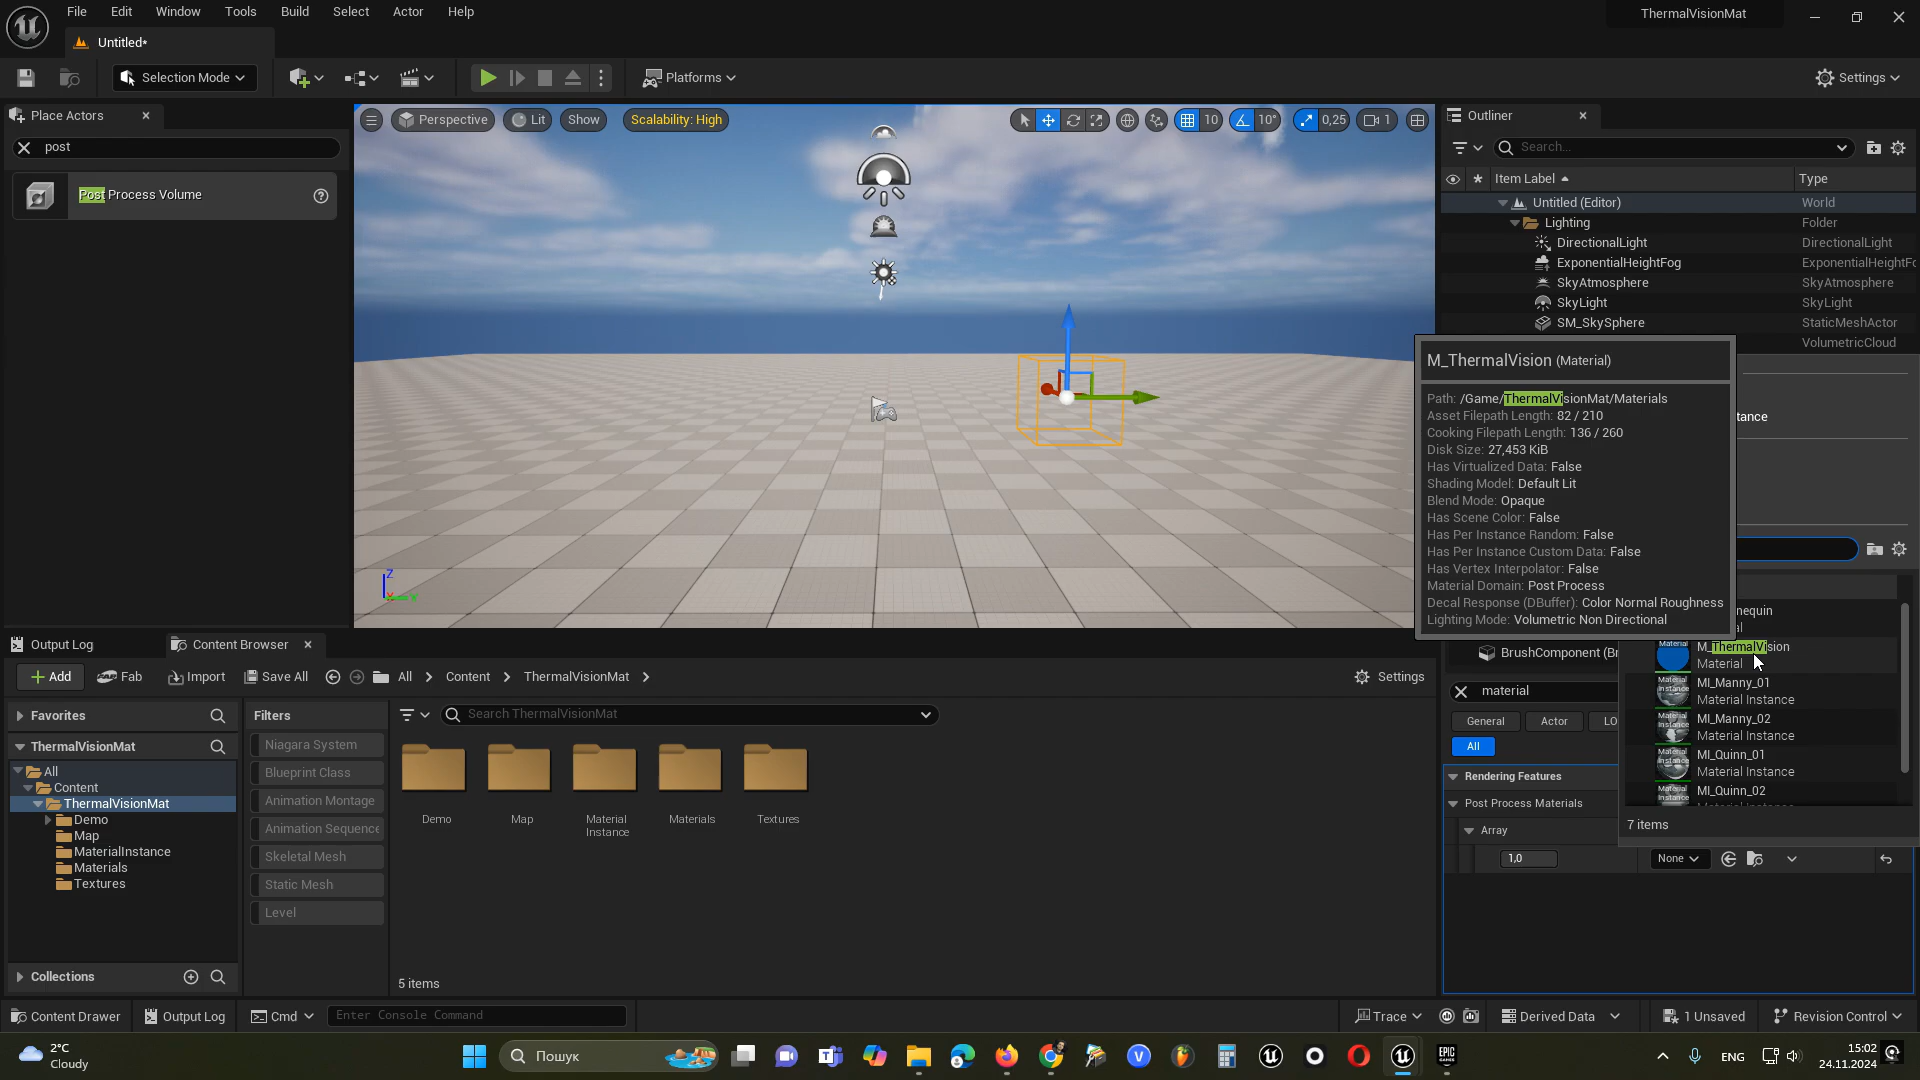 File Edit Window Tools Build Select Actor Help
ThermalVisionMat
Untitled*
Selection Mode
Platforms
Settings
Place Actors
post
Post Process Volume
Perspective
Lit
Show
Scalability: High
10
10°
0,25
1
Outliner
Search...
Item Label
Type
Untitled (Editor) World
Lighting Folder
DirectionalLight DirectionalLight
ExponentialHeightFog ExponentialHeightFo
SkyAtmosphere SkyAtmosphere
SkyLight SkyLight
SM_SkySphere StaticMeshActor
VolumetricCloud
M_ThermalVision (Material)
Path: /Game/ThermalVisionMat/Materials
Asset Filepath Length: 82 / 210
Cooking Filepath Length: 136 / 260
Disk Size: 27,453 KiB
Has Virtualized Data: False
Shading Model: Default Lit
Blend Mode: Opaque
Has Scene Color: False
Has Per Instance Random: False
Has Per Instance Custom Data: False
Has Vertex Interpolator: False
Material Domain: Post Process
Decal Response (DBuffer): Color Normal Roughness
Lighting Mode: Volumetric Non Directional
tance
nequin
M_ThermalVision
Material
MI_Manny_01
Material Instance
MI_Manny_02
Material Instance
MI_Quinn_01
Material Instance
MI_Quinn_02
7 items
BrushComponent (Br
material
General
Actor
LO
All
Rendering Features
Post Process Materials
Array
1,0
None
Z
Output Log
Content Browser
Add
Fab
Import
Save All
All
Content
ThermalVisionMat
Settings
Favorites
ThermalVisionMat
All
Content
ThermalVisionMat
Demo
Map
MaterialInstance
Materials
Textures
Collections
Filters
Niagara System
Blueprint Class
Animation Montage
Animation Sequence
Skeletal Mesh
Static Mesh
Level
Search ThermalVisionMat
Demo
Map
Material
Instance
Materials
Textures
5 items
Content Drawer
Output Log
Cmd
Enter Console Command
Trace
Derived Data
1 Unsaved
Revision Control
2°C
Cloudy
Пошук
ENG
15:02
24.11.2024